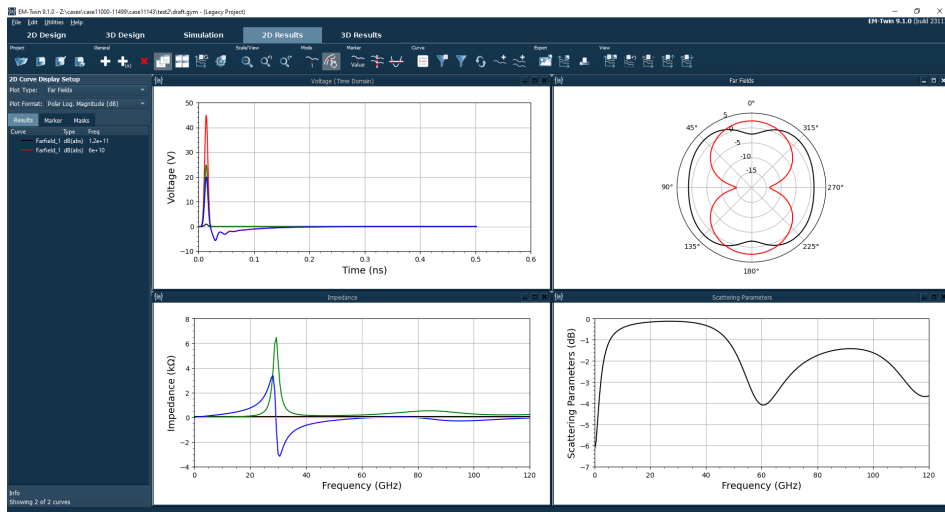 EM-Twin 9.1.0 - Z:\cases\case11000-11499\case11143\test2\draft.gym - (Legacy Project)
File Edit Utilities Help
EM-Twin 9.1.0 (build 2311)
2D Design 3D Design Simulation 2D Results 3D Results
Project General Scale/View Mode Marker Curve Export View
Value
2D Curve Display Setup
Plot Type: Far Fields
Plot Format: Polar Log. Magnitude (dB)
Results Marker Masks
Curve Type Freq
Farfield_1 dB(abs) 1.2e+11
Farfield_1 dB(abs) 6e+10
Info
Showing 2 of 2 curves
Voltage (Time Domain)
Voltage (V)
50
40
30
20
10
0
−10
0.0 0.1 0.2 0.3 0.4 0.5 0.6
Time (ns)
Far Fields
0°
45° 315°
90° 270°
135° 225°
180°
5
0
-5
-10
-15
Impedance
Impedance (kΩ)
8
6
4
2
0
−2
−4
0 20 40 60 80 100 120
Frequency (GHz)
Scattering Parameters
Scattering Parameters (dB)
0
−1
−2
−3
−4
−5
−6
−7
0 20 40 60 80 100 120
Frequency (GHz)